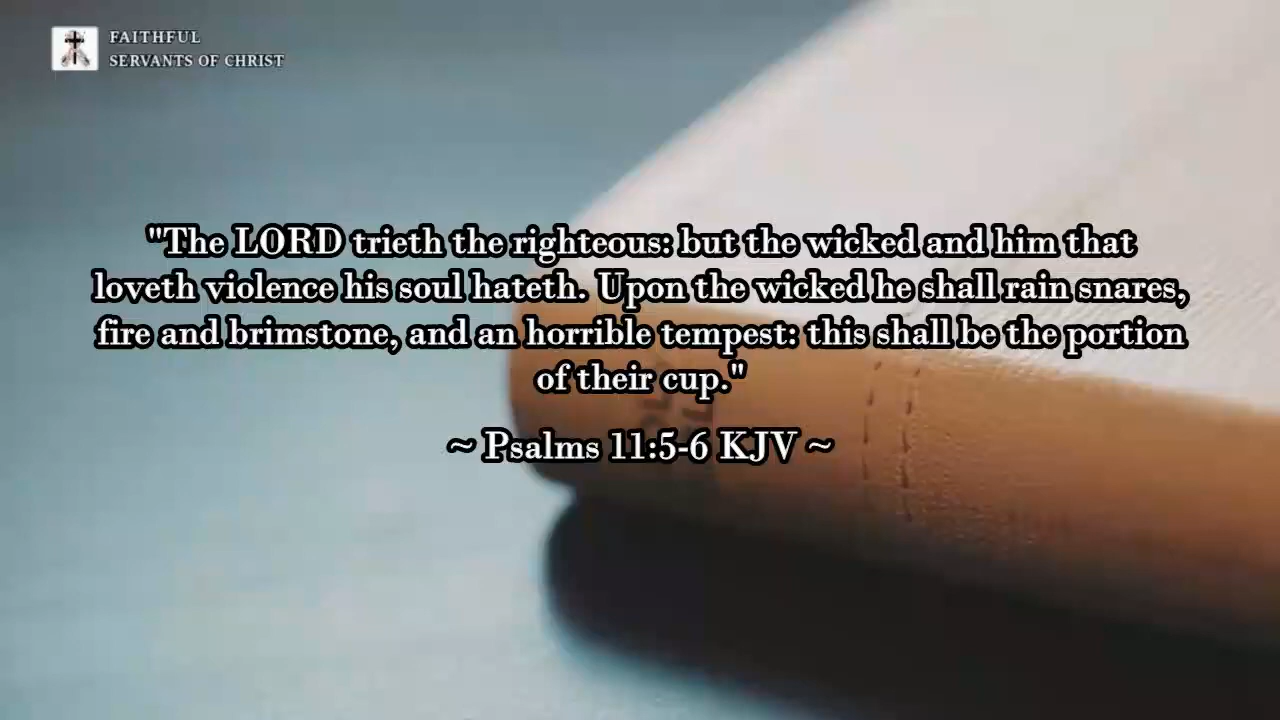 FAITHFUL
SERVANTS OF CHRIST
"The LORD trieth the righteous: but the wicked and him that
loveth violence his soul hateth. Upon the wicked he shall rain snares,
fire and brimstone, and an horrible tempest: this shall be the portion
of their cup."
~ Psalms 11:5-6 KJV ~